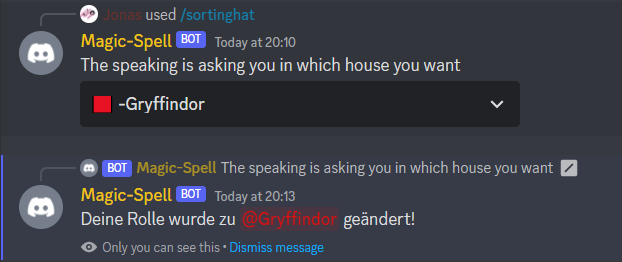 Jonas used /sortinghat
Magic-Spell BOT Today at 20:10
The speaking is asking you in which house you want
-Gryffindor
BOT Magic-Spell The speaking is asking you in which house you want
Magic-Spell BOT Today at 20:13
Deine Rolle wurde zu @Gryffindor geändert!
Only you can see this • Dismiss message